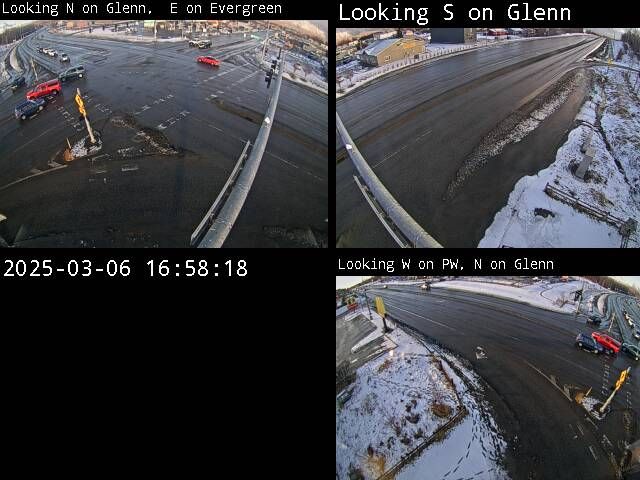 Looking N on Glenn,  E on Evergreen
Looking S on Glenn
2025-03-06 16:58:18
Looking W on PW, N on Glenn